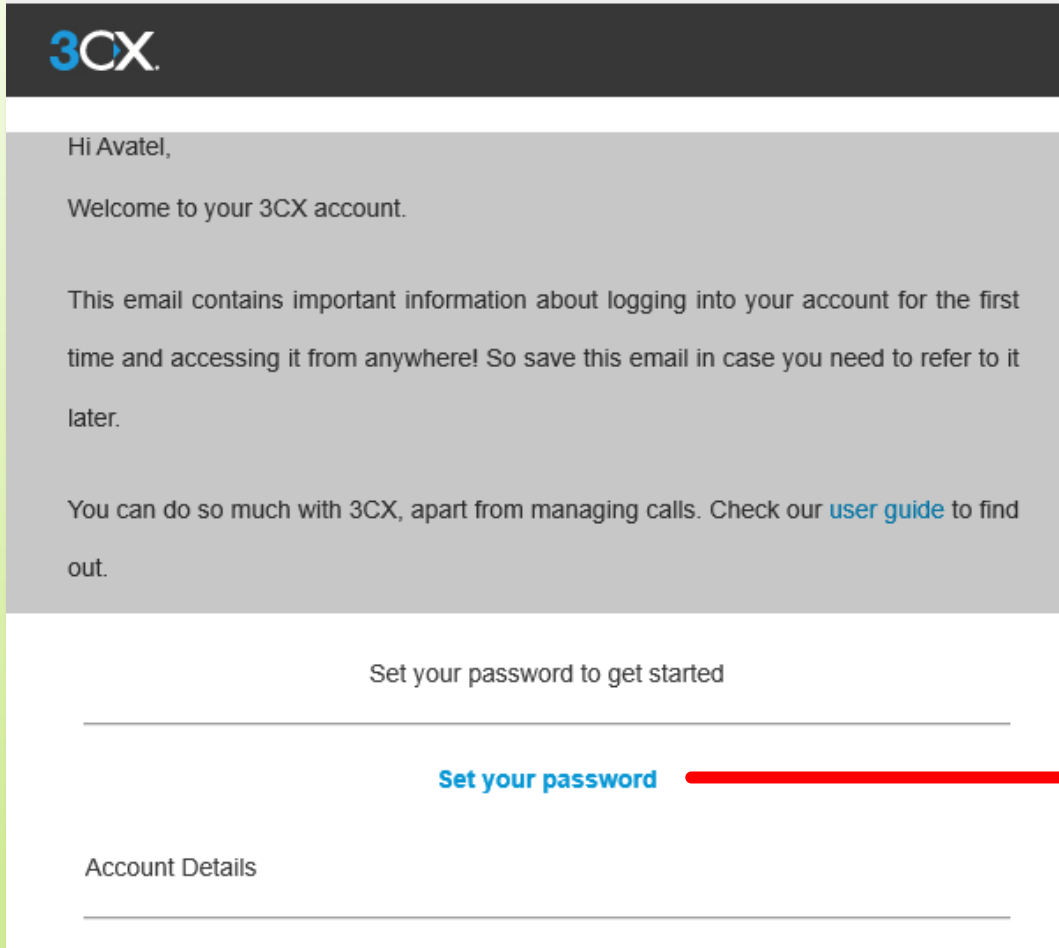 3CX.
Hi Avatel,
Welcome to your 3CX account.
This email contains important information about logging into your account for the first
time and accessing it from anywhere! So save this email in case you need to refer to it
later.
You can do so much with 3CX, apart from managing calls. Check our user guide to find
out.
Set your password to get started
Set your password
Account Details